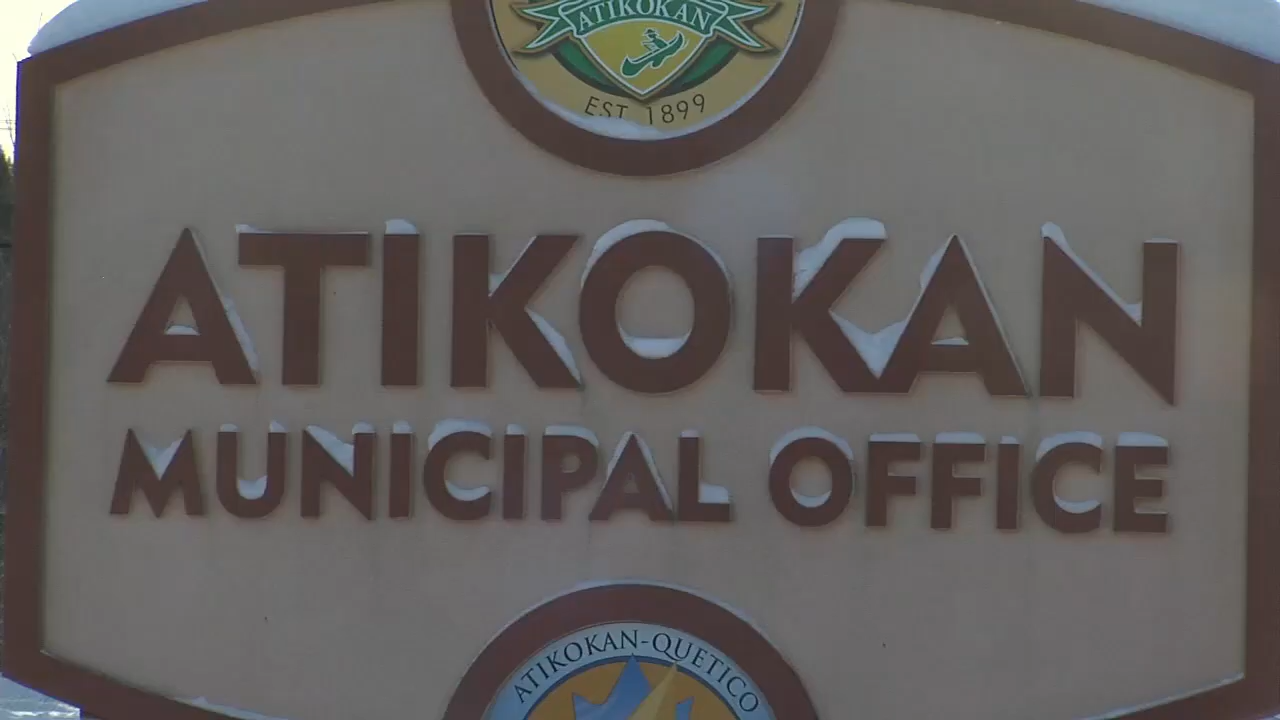 ATIKOKAN
EST. 1899
ATIKOKAN
MUNICIPAL OFFICE
ATIKOKAN-QUETICO